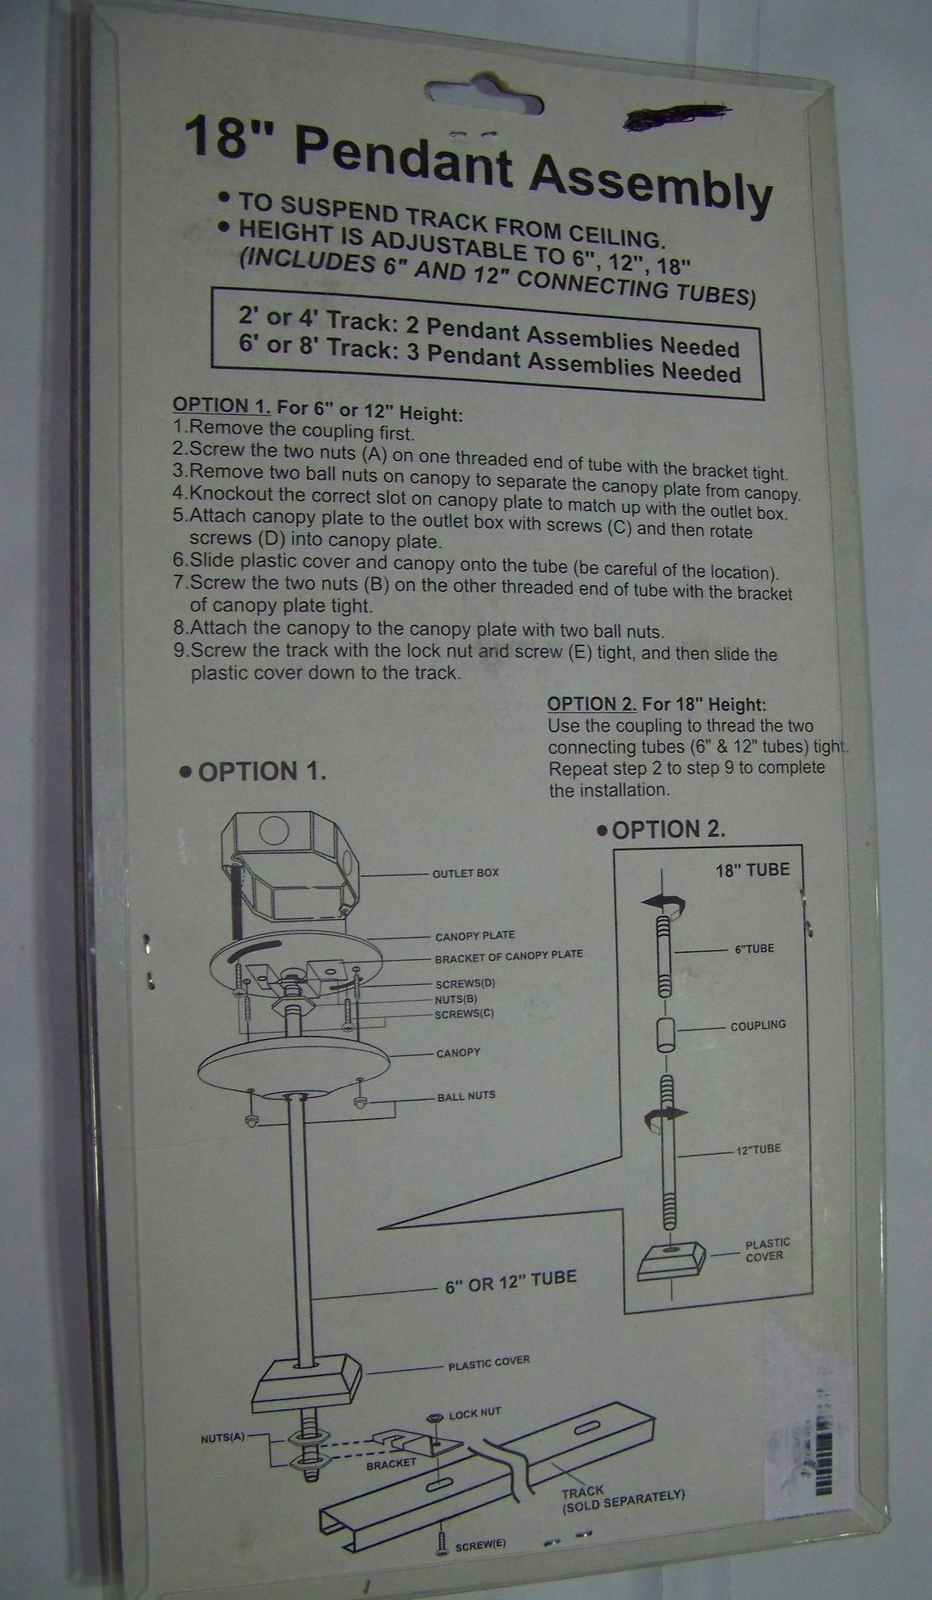 18" Pendant Assembly
• TO SUSPEND TRACK FROM CEILING.
• HEIGHT IS ADJUSTABLE TO 6", 12", 18"
(INCLUDES 6" AND 12" CONNECTING TUBES)
2' or 4' Track: 2 Pendant Assemblies Needed
6' or 8' Track: 3 Pendant Assemblies Needed
OPTION 1. For 6" or 12" Height:
1.Remove the coupling first.
2.Screw the two nuts (A) on one threaded end of tube with the bracket tight.
3.Remove two ball nuts on canopy to separate the canopy plate from canopy.
4.Knockout the correct slot on canopy plate to match up with the outlet box.
5.Attach canopy plate to the outlet box with screws (C) and then rotate
screws (D) into canopy plate.
6.Slide plastic cover and canopy onto the tube (be careful of the location).
7.Screw the two nuts (B) on the other threaded end of tube with the bracket
of canopy plate tight.
8.Attach the canopy to the canopy plate with two ball nuts.
9.Screw the track with the lock nut and screw (E) tight, and then slide the
plastic cover down to the track.
OPTION 2. For 18" Height:
Use the coupling to thread the two
connecting tubes (6" & 12" tubes) tight.
Repeat step 2 to step 9 to complete
the installation.
• OPTION 1.
OUTLET BOX
CANOPY PLATE
BRACKET OF CANOPY PLATE
SCREWS(D)
NUTS(B)
SCREWS(C)
CANOPY
BALL NUTS
6" OR 12" TUBE
PLASTIC COVER
LOCK NUT
NUTS(A)
BRACKET
TRACK
(SOLD SEPARATELY)
SCREW(E)
• OPTION 2.
18" TUBE
6"TUBE
COUPLING
12"TUBE
PLASTIC
COVER